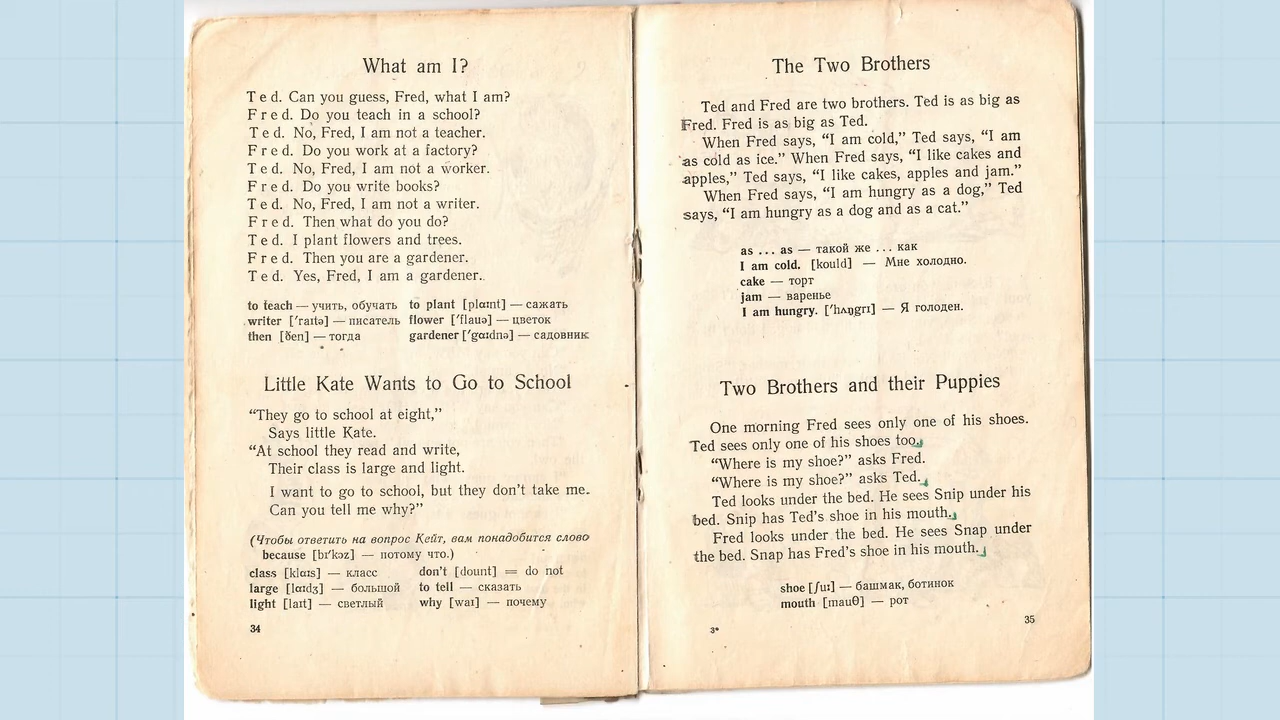 What am I?
Ted. Can you guess, Fred, what I am?
Fred. Do you teach in a school?
Ted. No, Fred, I am not a teacher.
Fred. Do you work at a factory?
Ted. No, Fred, I am not a worker.
Fred. Do you write books?
Ted. No, Fred, I am not a writer.
Fred. Then what do you do?
Ted. I plant flowers and trees.
Fred. Then you are a gardener.
Ted. Yes, Fred, I am a gardener.
to teach — учить, обучать to plant [plɑːnt] — сажать
writer [ˈraɪtə] — писатель flower [ˈflauə] — цветок
then [ðen] — тогда gardener [ˈgɑːdnə] — садовник
Little Kate Wants to Go to School
“They go to school at eight,”
Says little Kate.
“At school they read and write,
Their class is large and light.
I want to go to school, but they don’t take me.
Can you tell me why?”
(Чтобы ответить на вопрос Кейт, вам понадобится слово
because [bɪˈkɔz] — потому что.)
class [klɑːs] — класс don’t [dount] = do not
large [lɑːdʒ] — большой to tell — сказать
light [laɪt] — светлый why [waɪ] — почему
34
The Two Brothers
Ted and Fred are two brothers. Ted is as big as
Fred. Fred is as big as Ted.
When Fred says, “I am cold,” Ted says, “I am
as cold as ice.” When Fred says, “I like cakes and
apples,” Ted says, “I like cakes, apples and jam.”
When Fred says, “I am hungry as a dog,” Ted
says, “I am hungry as a dog and as a cat.”
as ... as — такой же ... как
I am cold. [kould] — Мне холодно.
cake — торт
jam — варенье
I am hungry. [ˈhʌŋgrɪ] — Я голоден.
Two Brothers and their Puppies
One morning Fred sees only one of his shoes.
Ted sees only one of his shoes too.
“Where is my shoe?” asks Fred.
“Where is my shoe?” asks Ted.
Ted looks under the bed. He sees Snip under his
bed. Snip has Ted’s shoe in his mouth.
Fred looks under the bed. He sees Snap under
the bed. Snap has Fred’s shoe in his mouth.
shoe [ʃuː] — башмак, ботинок
mouth [mauθ] — рот
3*
35